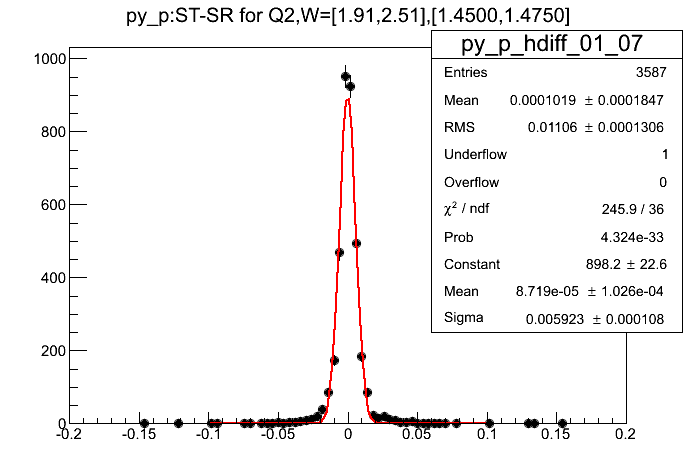 py_p:ST-SR for Q2,W=[1.91,2.51],[1.4500,1.4750]
py_p_hdiff_01_07
Entries 3587
Mean 0.0001019 ± 0.0001847
RMS 0.01106 ± 0.0001306
Underflow 1
Overflow 0
χ² / ndf 245.9 / 36
Prob 4.324e-33
Constant 898.2 ± 22.6
Mean 8.719e-05 ± 1.026e-04
Sigma 0.005923 ± 0.000108
1000
800
600
400
200
0
-0.2 -0.15 -0.1 -0.05 0 0.05 0.1 0.15 0.2